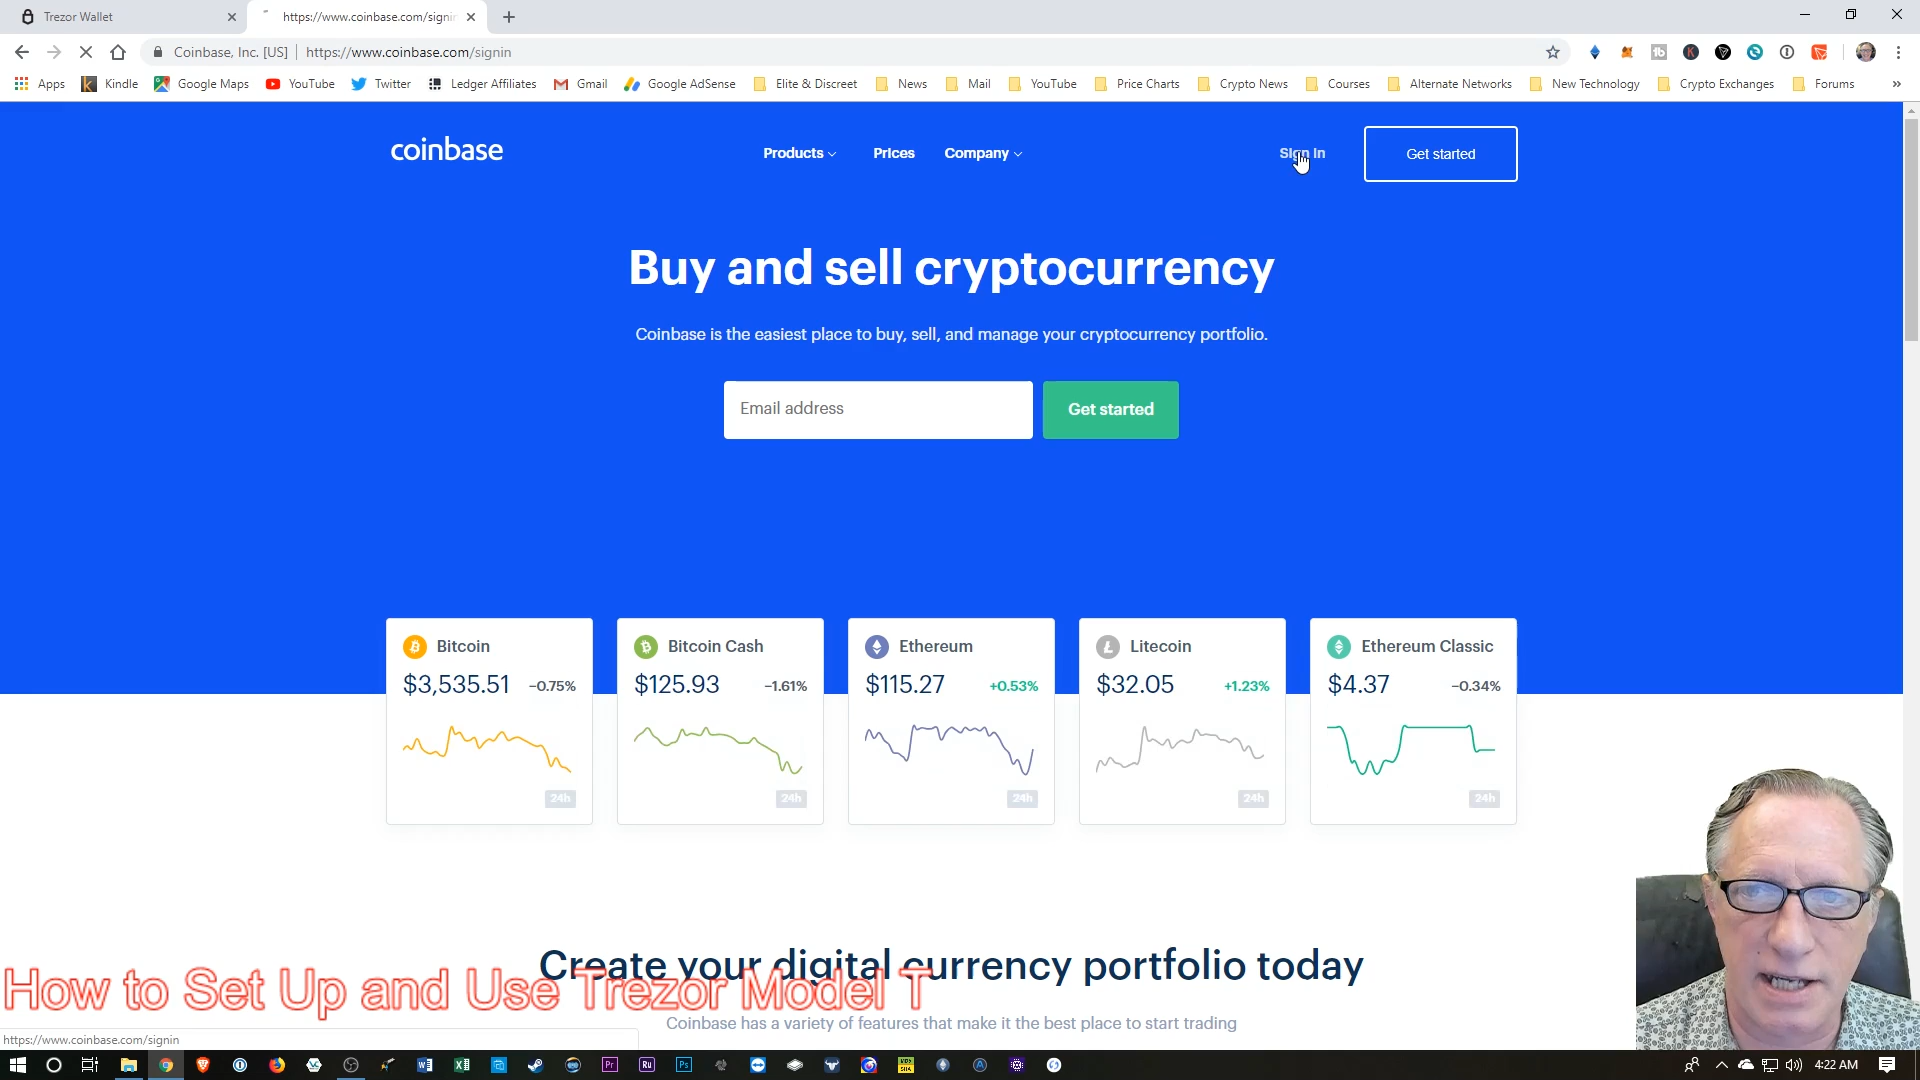 Trezor Wallet
https://www.coinbase.com/signin
Coinbase, Inc. [US]
https://www.coinbase.com/signin
Apps
Kindle
Google Maps
YouTube
Twitter
Ledger Affiliates
Gmail
Google AdSense
Elite & Discreet
News
Mail
YouTube
Price Charts
Crypto News
Courses
Alternate Networks
New Technology
Crypto Exchanges
Forums
coinbase
Products
Prices
Company
Sign in
Get started
Buy and sell cryptocurrency
Coinbase is the easiest place to buy, sell, and manage your cryptocurrency portfolio.
Email address
Get started
Bitcoin
$3,535.51 -0.75%
24h
Bitcoin Cash
$125.93 -1.61%
24h
Ethereum
$115.27 +0.53%
24h
Litecoin
$32.05 +1.23%
24h
Ethereum Classic
$4.37 -0.34%
24h
Create your digital currency portfolio today
How to Set Up and Use Trezor Model T
Coinbase has a variety of features that make it the best place to start trading
https://www.coinbase.com/signin
4:22 AM